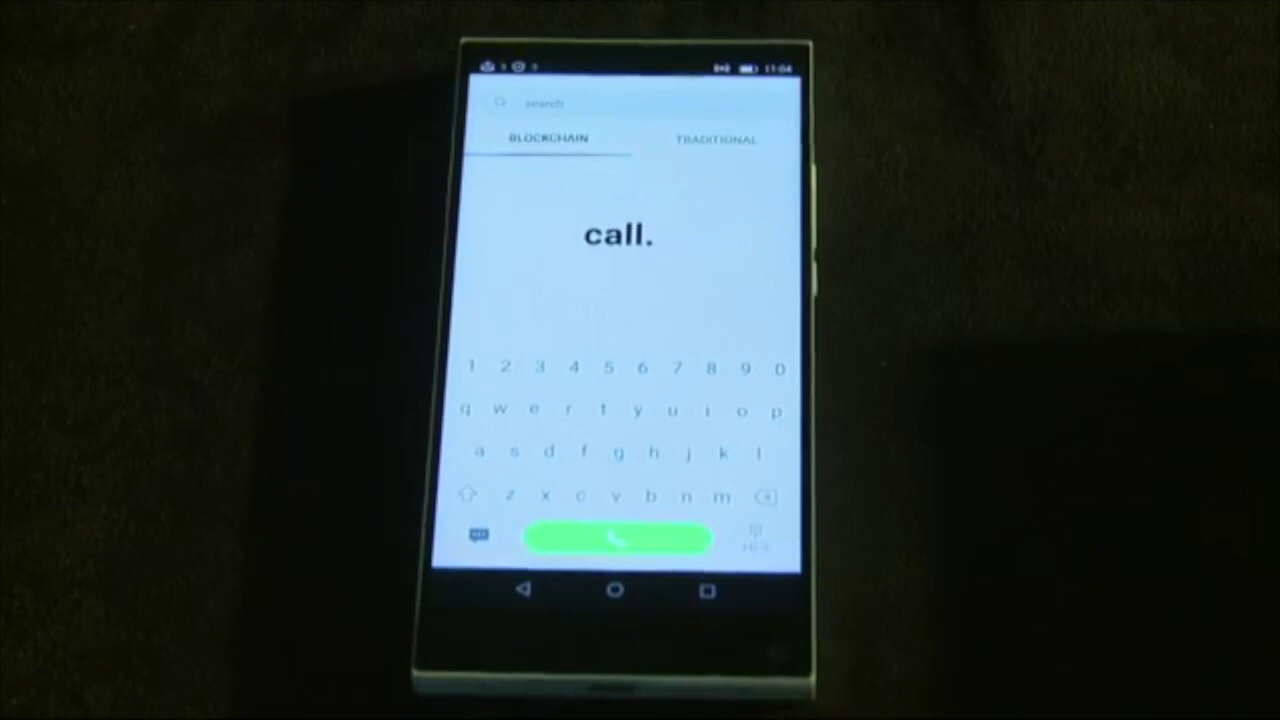 11:04
search
BLOCKCHAIN TRADITIONAL
call.
1 2 3 4 5 6 7 8 9 0
q w e r t y u i o p
a s d f g h j k l
z x c v b n m